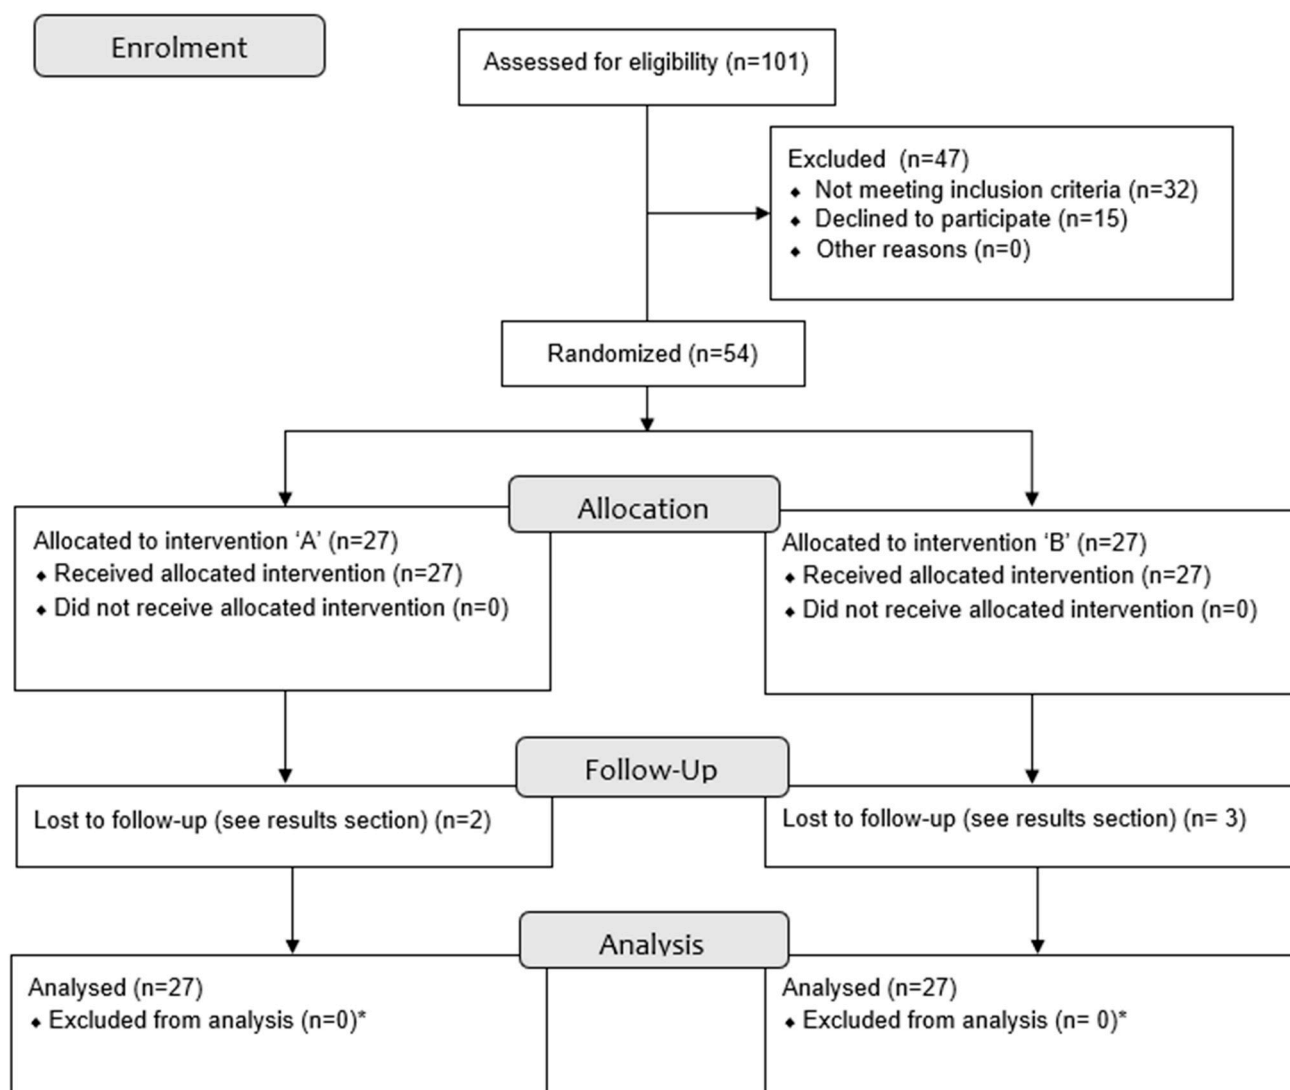 Enrolment
Assessed for eligibility (n=101)
Excluded (n=47)
⬥ Not meeting inclusion criteria (n=32)
⬥ Declined to participate (n=15)
⬥ Other reasons (n=0)
Randomized (n=54)
Allocation
Allocated to intervention ‘A’ (n=27)
⬥ Received allocated intervention (n=27)
⬥ Did not receive allocated intervention (n=0)
Allocated to intervention ‘B’ (n=27)
⬥ Received allocated intervention (n=27)
⬥ Did not receive allocated intervention (n=0)
Follow-Up
Lost to follow-up (see results section) (n=2)
Lost to follow-up (see results section) (n= 3)
Analysis
Analysed (n=27)
⬥ Excluded from analysis (n=0)*
Analysed (n=27)
⬥ Excluded from analysis (n= 0)*